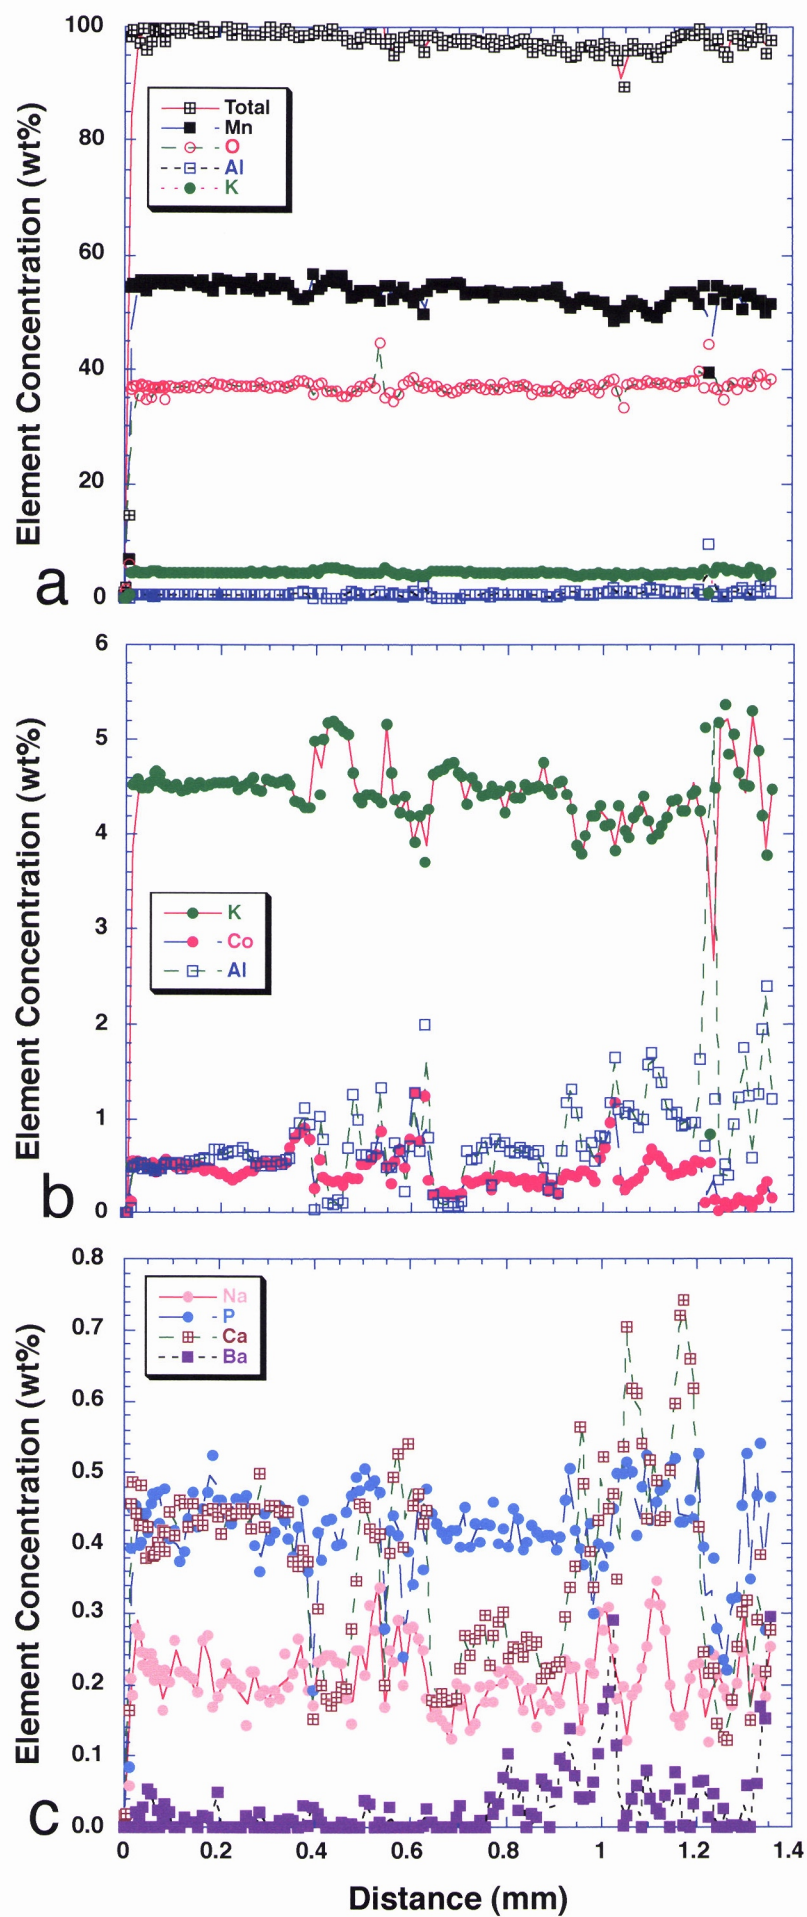 100
80
60
40
20
0
Element Concentration (wt%)
Total
Mn
O
Al
K
a
6
5
4
3
2
1
0
Element Concentration (wt%)
K
Co
Al
b
0.8
0.7
0.6
0.5
0.4
0.3
0.2
0.1
0.0
Element Concentration (wt%)
Na
P
Ca
Ba
c
0 0.2 0.4 0.6 0.8 1 1.2 1.4
Distance (mm)